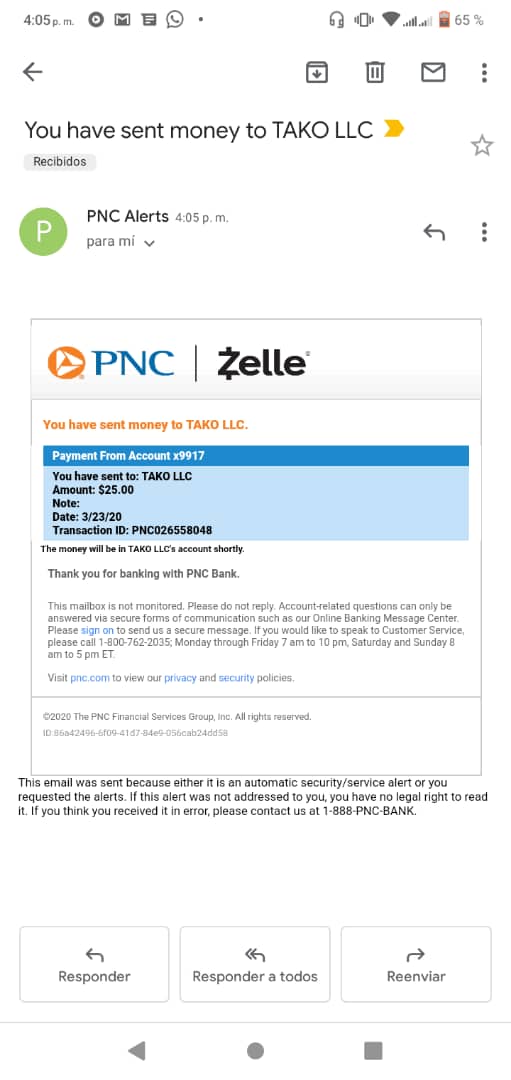 4:05 p. m.
65 %
You have sent money to TAKO LLC
Recibidos
P
PNC Alerts 4:05 p. m.
para mí
PNC | Zelle
You have sent money to TAKO LLC.
Payment From Account x9917
You have sent to: TAKO LLC
Amount: $25.00
Note:
Date: 3/23/20
Transaction ID: PNC026558048
The money will be in TAKO LLC's account shortly.
Thank you for banking with PNC Bank.
This mailbox is not monitored. Please do not reply. Account-related questions can only be
answered via secure forms of communication such as our Online Banking Message Center.
Please sign on to send us a secure message. If you would like to speak to Customer Service,
please call 1-800-762-2035; Monday through Friday 7 am to 10 pm, Saturday and Sunday 8
am to 5 pm ET.
Visit pnc.com to view our privacy and security policies.
©2020 The PNC Financial Services Group, Inc. All rights reserved.
ID:86a42496-6f09-41d7-84e9-056cab24dd58
This email was sent because either it is an automatic security/service alert or you
requested the alerts. If this alert was not addressed to you, you have no legal right to read
it. If you think you received it in error, please contact us at 1-888-PNC-BANK.
Responder
Responder a todos
Reenviar